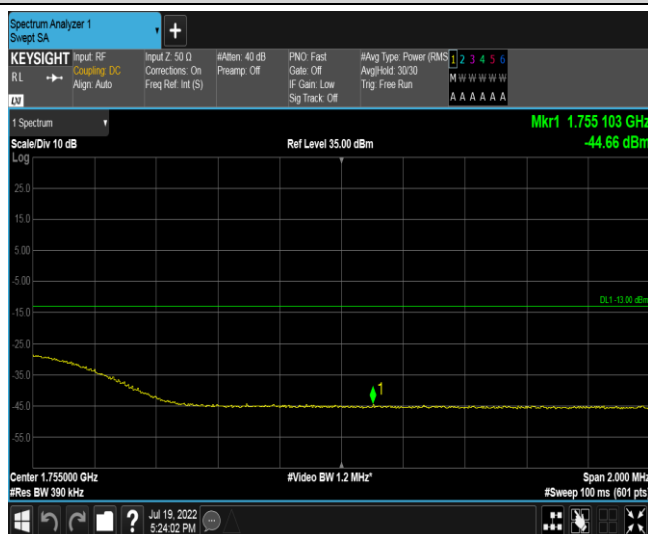 Spectrum Analyzer 1
Swept SA
KEYSIGHT
R L
LXI
Input: RF
Coupling: DC
Align: Auto
Input Z: 50 Ω
Corrections: On
Freq Ref: Int (S)
#Atten: 40 dB
Preamp: Off
PNO: Fast
Gate: Off
IF Gain: Low
Sig Track: Off
#Avg Type: Power (RMS
Avg|Hold: 30/30
Trig: Free Run
1 2 3 4 5 6
M W W W W W
A A A A A A
1 Spectrum
Mkr1 1.755 103 GHz
Scale/Div 10 dB
Ref Level 35.00 dBm
-44.66 dBm
Log
25.0
15.0
5.00
-5.00
DL1 -13.00 dBm
-15.0
-25.0
-35.0
1
-45.0
-55.0
Center 1.755000 GHz
#Video BW 1.2 MHz*
Span 2.000 MHz
#Res BW 390 kHz
#Sweep 100 ms (601 pts)
?
Jul 19, 2022
5:24:02 PM